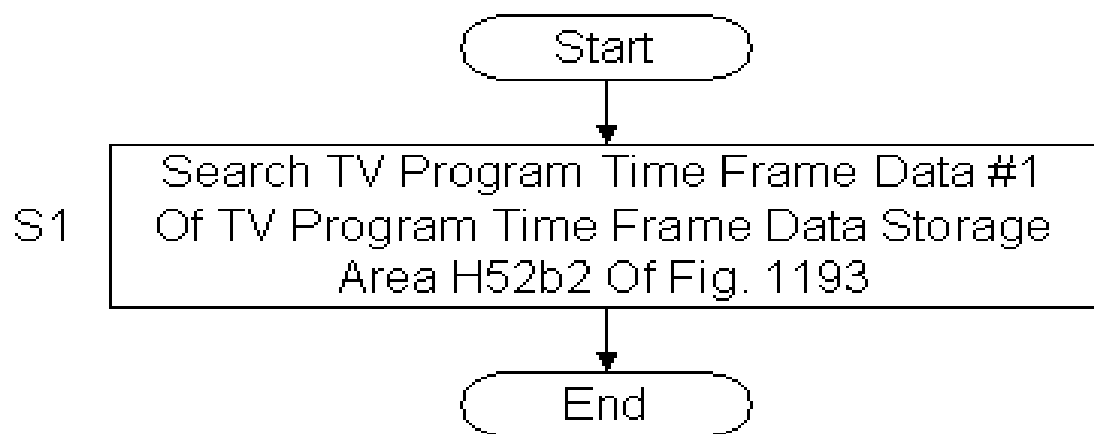 Start
S1
Search TV Program Time Frame Data #1
Of TV Program Time Frame Data Storage
Area H52b2 Of Fig. 1193
End